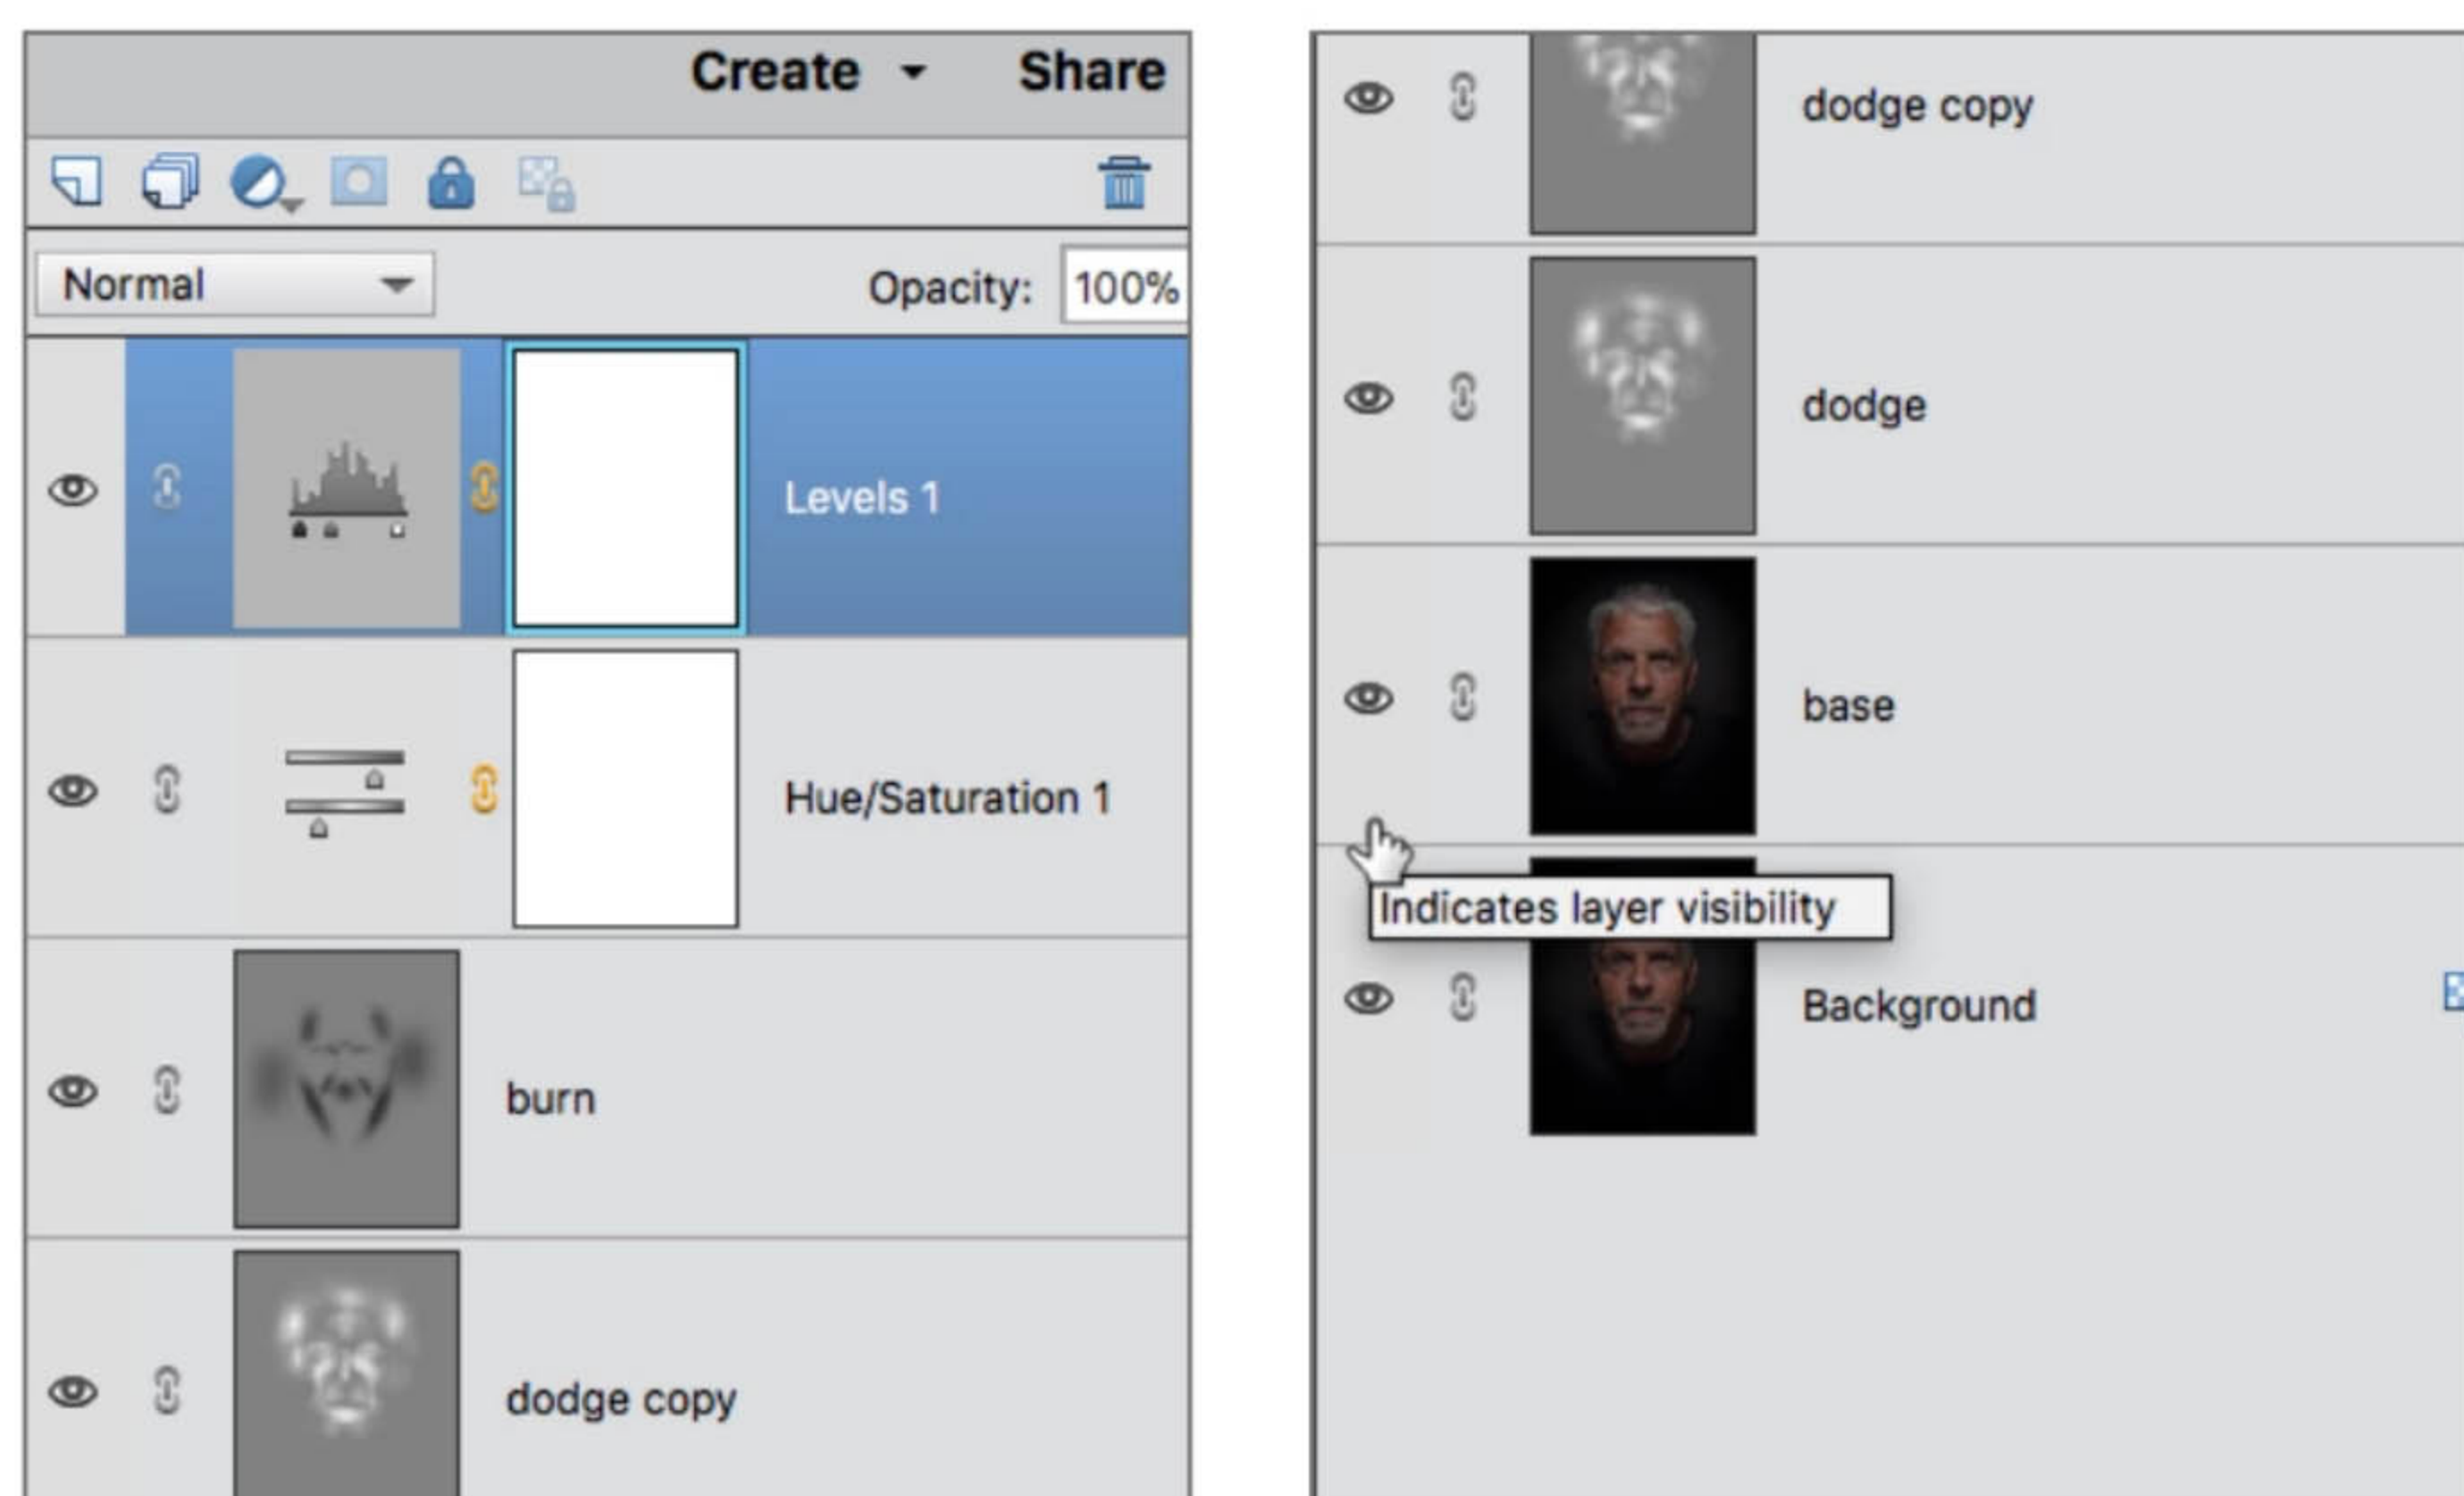 Create Share
Normal Opacity: 100%
Levels 1
Hue/Saturation 1
burn
dodge copy
dodge copy
dodge
base
Indicates layer visibility
Background